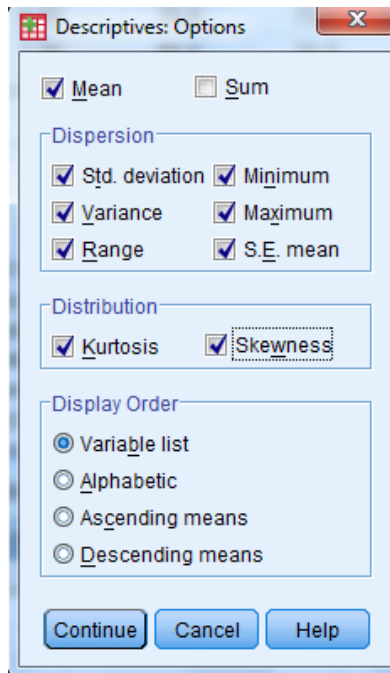 Descriptives: Options
Mean Sum
Dispersion
Std. deviation Minimum
Variance Maximum
Range S.E. mean
Distribution
Kurtosis Skewness
Display Order
Variable list
Alphabetic
Ascending means
Descending means
Continue Cancel Help